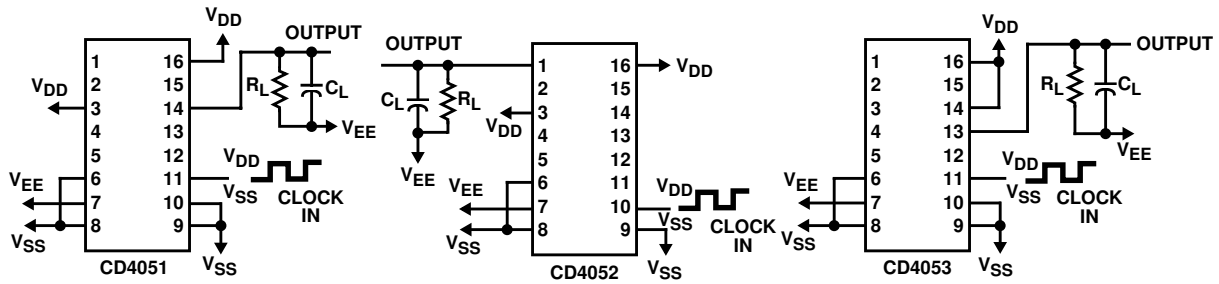 VDD
OUTPUT
1
2
3
4
5
6
7
8
16
15
14
13
12
11
10
9
VDD
RL
CL
VEE
VEE
VSS
VDD
VSS
CLOCK
IN
VSS
CD4051
OUTPUT
CL
RL
VEE
VDD
VEE
VSS
1
2
3
4
5
6
7
8
16
15
14
13
12
11
10
9
VDD
VDD
VSS
CLOCK
IN
VSS
CD4052
VDD
1
2
3
4
5
6
7
8
16
15
14
13
12
11
10
9
OUTPUT
RL
CL
VEE
VEE
VSS
VDD
VSS
CLOCK
IN
VSS
CD4053